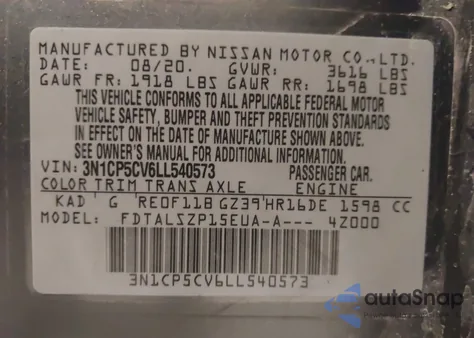 MANUFACTURED BY NISSAN MOTOR CO.,LTD.
DATE: 08/20. GVWR: 3616 LBS
GAWR FR: 1918 LBS GAWR RR: 1698 LBS
THIS VEHICLE CONFORMS TO ALL APPLICABLE FEDERAL MOTOR
VEHICLE SAFETY, BUMPER AND THEFT PREVENTION STANDARDS
IN EFFECT ON THE DATE OF MANUFACTURE SHOWN ABOVE.
SEE OWNER'S MANUAL FOR ADDITIONAL INFORMATION.
VIN: 3N1CP5CV6LL540573 PASSENGER CAR.
COLOR TRIM TRANS AXLE ENGINE
KAD G RE0F11B GZ39 HR16DE 1598 CC
MODEL: FDTALSZP15EUA-A--- 4Z000
3N1CP5CV6LL540573
autaSnap